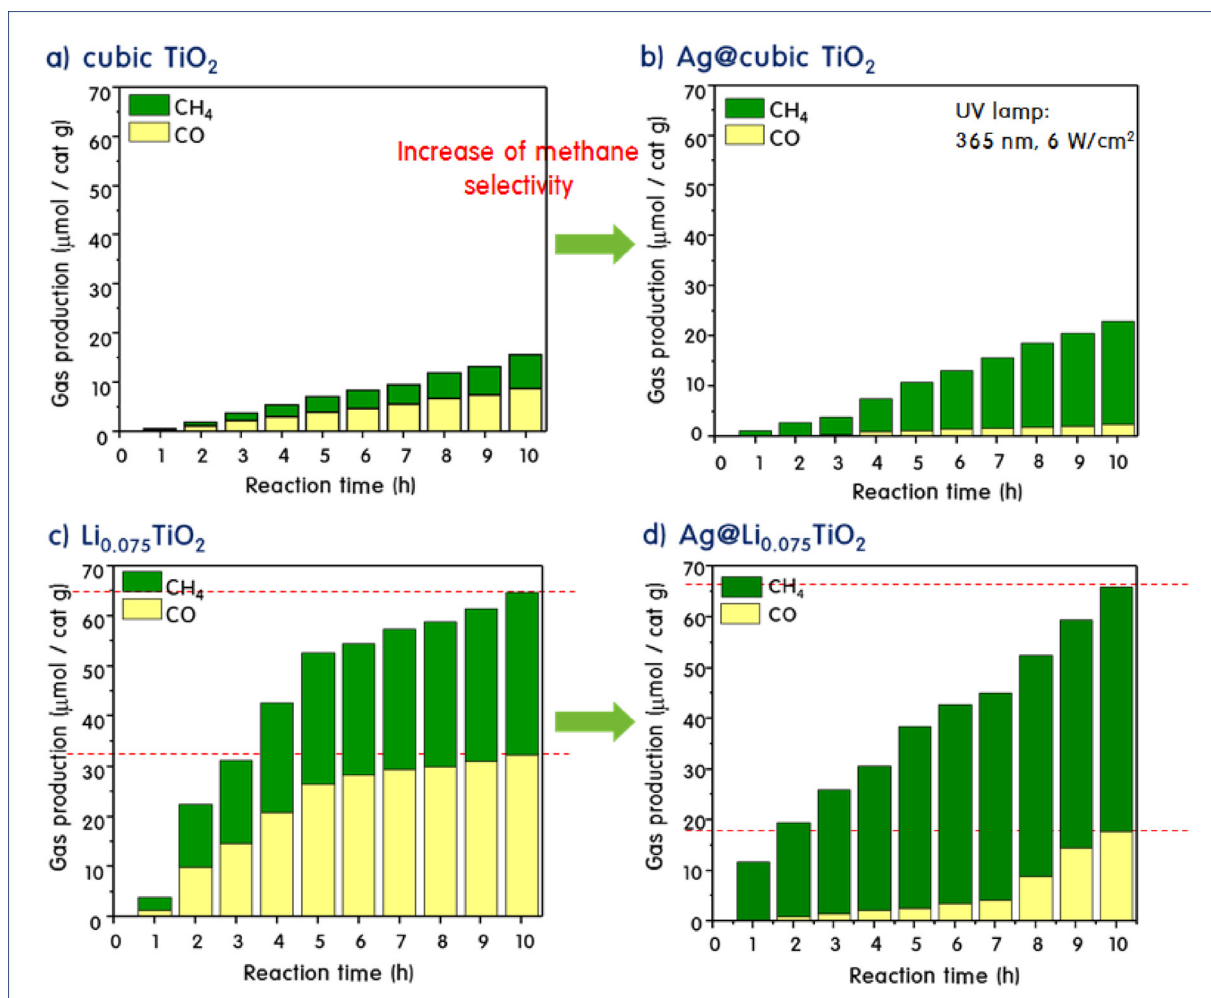 a) cubic TiO₂
CH₄
CO
70
60
50
40
30
20
10
0
Gas production (μmol / cat g)
0 1 2 3 4 5 6 7 8 9 10
Reaction time (h)
Increase of methane
selectivity
b) Ag@cubic TiO₂
CH₄
CO
UV lamp:
365 nm, 6 W/cm²
70
60
50
40
30
20
10
0
Gas production (μmol / cat g)
0 1 2 3 4 5 6 7 8 9 10
Reaction time (h)
c) Li₀.₀₇₅TiO₂
CH₄
CO
70
60
50
40
30
20
10
0
Gas production (μmol / cat g)
0 1 2 3 4 5 6 7 8 9 10
Reaction time (h)
d) Ag@Li₀.₀₇₅TiO₂
CH₄
CO
70
60
50
40
30
20
10
0
Gas production (μmol / cat g)
0 1 2 3 4 5 6 7 8 9 10
Reaction time (h)